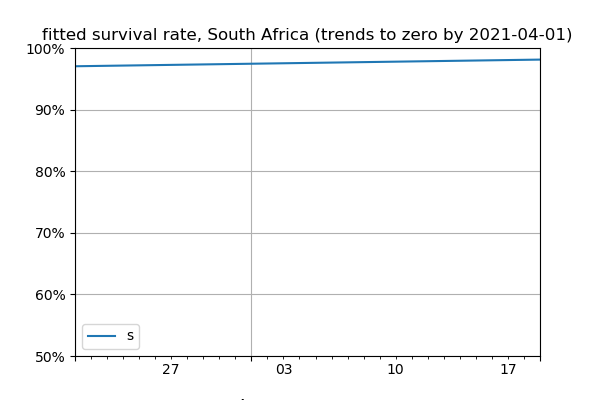 fitted survival rate, South Africa (trends to zero by 2021-04-01)
100%
90%
80%
70%
60%
50%
s
27 03 10 17